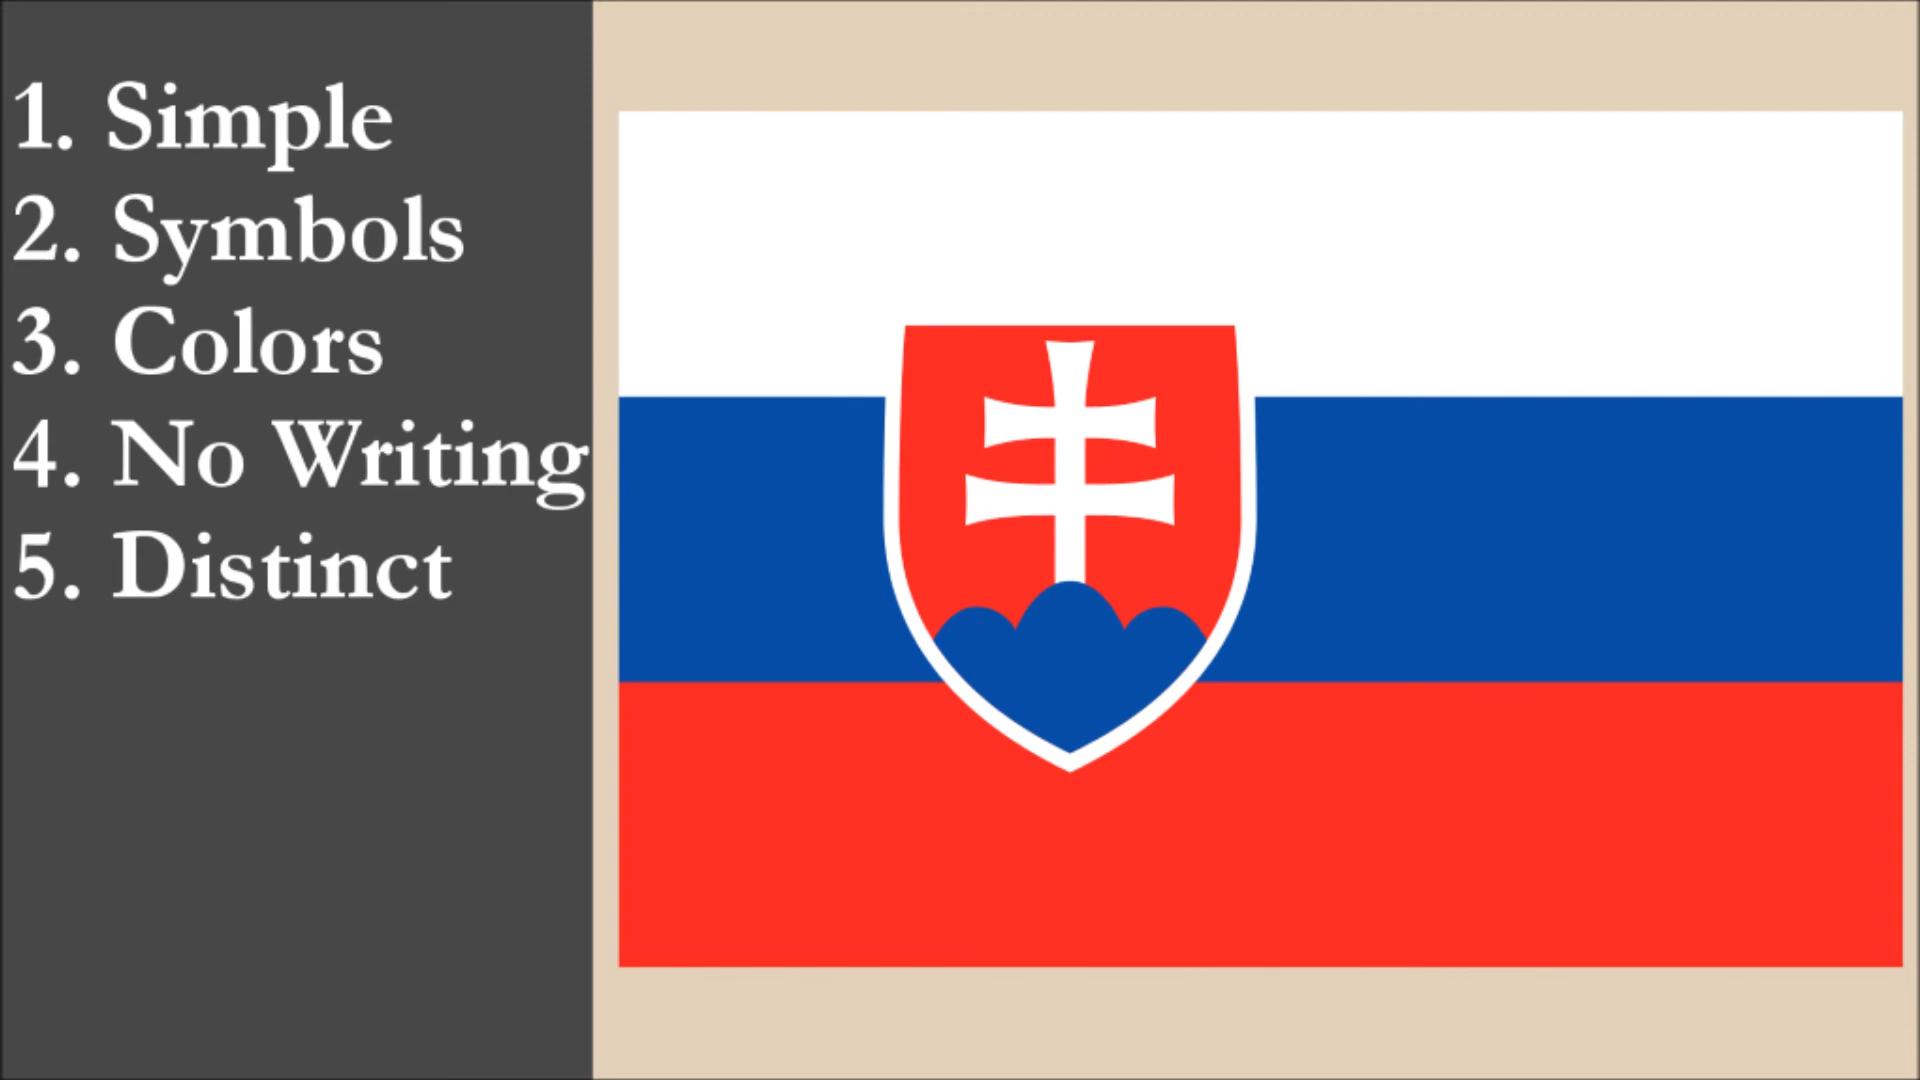 1. Simple
2. Symbols
3. Colors
4. No Writing
5. Distinct